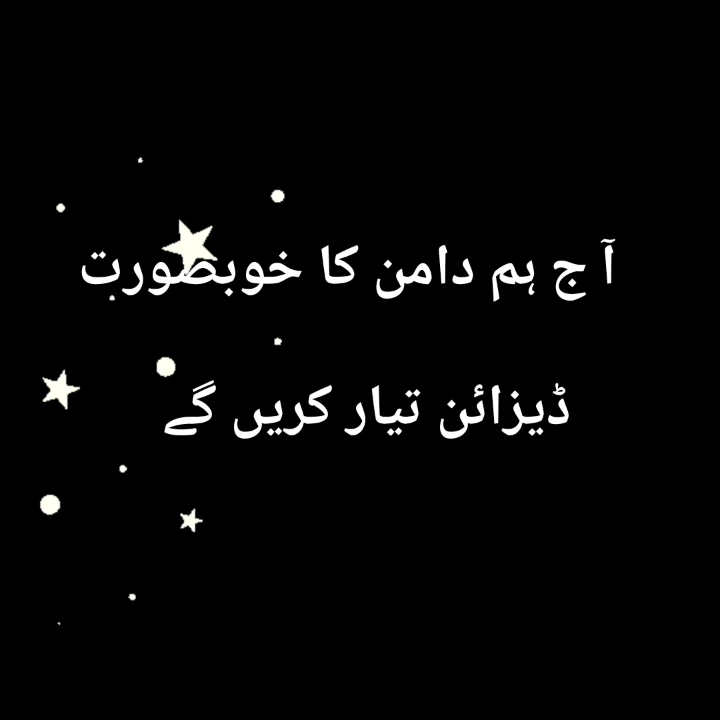 آ ج ہم دامن کا خوبصورت
ڈیزائن تیار کریں گے